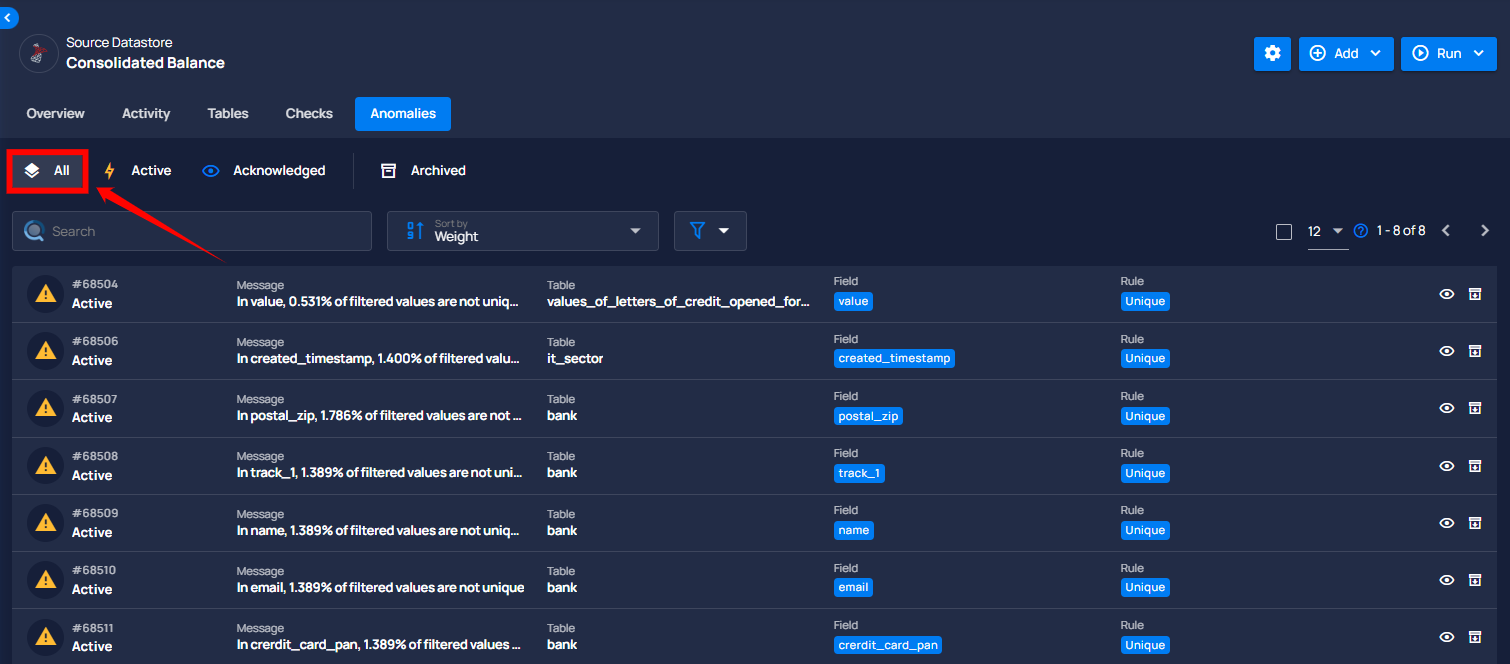 Source Datastore
Consolidated Balance
Add
Run
Overview Activity Tables Checks Anomalies
All Active Acknowledged Archived
Search
Sort by
Weight
12
1 - 8 of 8
#68504
Active
Message
In value, 0.531% of filtered values are not uniq...
Table
values_of_letters_of_credit_opened_for...
Field
value
Rule
Unique
#68506
Active
Message
In created_timestamp, 1.400% of filtered valu...
Table
it_sector
Field
created_timestamp
Rule
Unique
#68507
Active
Message
In postal_zip, 1.786% of filtered values are not ...
Table
bank
Field
postal_zip
Rule
Unique
#68508
Active
Message
In track_1, 1.389% of filtered values are not uni...
Table
bank
Field
track_1
Rule
Unique
#68509
Active
Message
In name, 1.389% of filtered values are not uniq...
Table
bank
Field
name
Rule
Unique
#68510
Active
Message
In email, 1.389% of filtered values are not unique
Table
bank
Field
email
Rule
Unique
#68511
Active
Message
In crerdit_card_pan, 1.389% of filtered values ...
Table
bank
Field
crerdit_card_pan
Rule
Unique